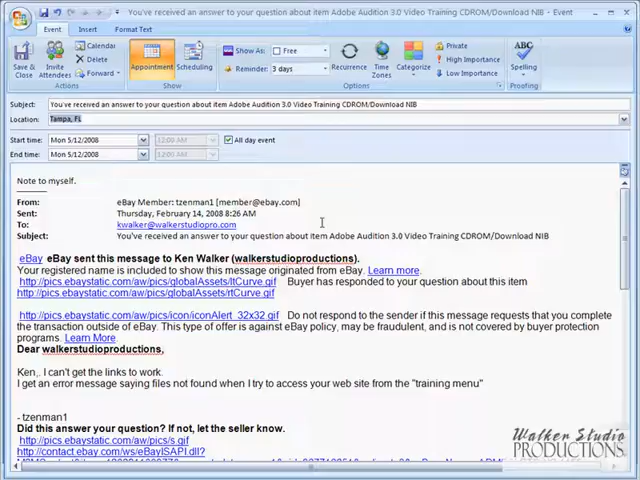 You've received an answer to your question about item Adobe Audition 3.0 Video Training CDROM/Download NIB - Event
Event Insert Format Text
Save & Close
Invite Attendees
Calendar
Delete
Forward
Actions
Appointment
Scheduling
Show
Show As: Free
Reminder: 3 days
Recurrence
Time Zones
Categorize
Private
High Importance
Low Importance
Options
ABC
Spelling
Proofing
Subject: You've received an answer to your question about item Adobe Audition 3.0 Video Training CDROM/Download NIB
Location: Tampa, FL
Start time: Mon 5/12/2008 12:00 AM All day event
End time: Mon 5/12/2008 12:00 AM
Note to myself.
From: eBay Member: tzenman1 [member@ebay.com]
Sent: Thursday, February 14, 2008 8:26 AM
To: kwalker@walkerstudiopro.com
Subject: You've received an answer to your question about item Adobe Audition 3.0 Video Training CDROM/Download NIB
eBay eBay sent this message to Ken Walker (walkerstudioproductions).
Your registered name is included to show this message originated from eBay. Learn more.
http://pics.ebaystatic.com/aw/pics/globalAssets/ltCurve.gif Buyer has responded to your question about this item
http://pics.ebaystatic.com/aw/pics/globalAssets/rtCurve.gif
http://pics.ebaystatic.com/aw/pics/icon/iconAlert_32x32.gif Do not respond to the sender if this message requests that you complete
the transaction outside of eBay. This type of offer is against eBay policy, may be fraudulent, and is not covered by buyer protection
programs. Learn More.
Dear walkerstudioproductions,
Ken,. I can't get the links to work.
I get an error message saying files not found when I try to access your web site from the "training menu"
- tzenman1
Did this answer your question? If not, let the seller know.
http://pics.ebaystatic.com/aw/pics/s.gif
http://contact.ebay.com/ws/eBayISAPI.dll?
Walker Studio
PRODUCTIONS